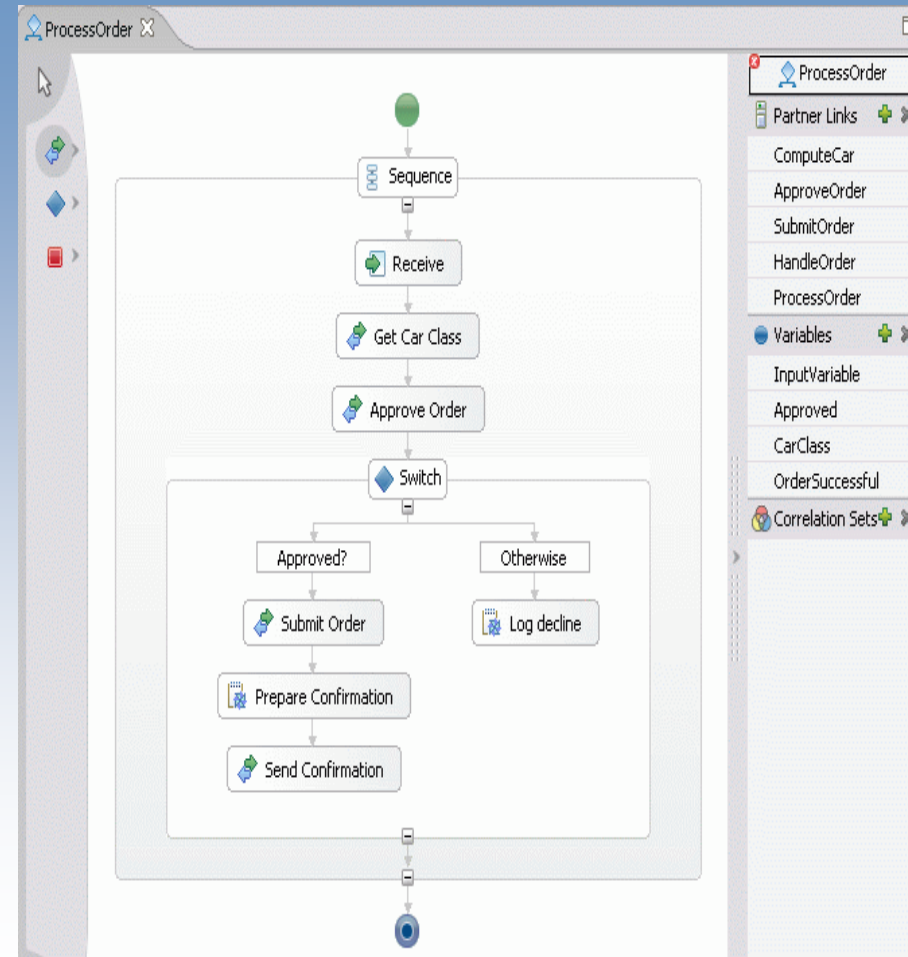 ProcessOrder
Sequence
Receive
Get Car Class
Approve Order
Switch
Approved?
Otherwise
Submit Order
Log decline
Prepare Confirmation
Send Confirmation
ProcessOrder
Partner Links
ComputeCar
ApproveOrder
SubmitOrder
HandleOrder
ProcessOrder
Variables
InputVariable
Approved
CarClass
OrderSuccessful
Correlation Sets